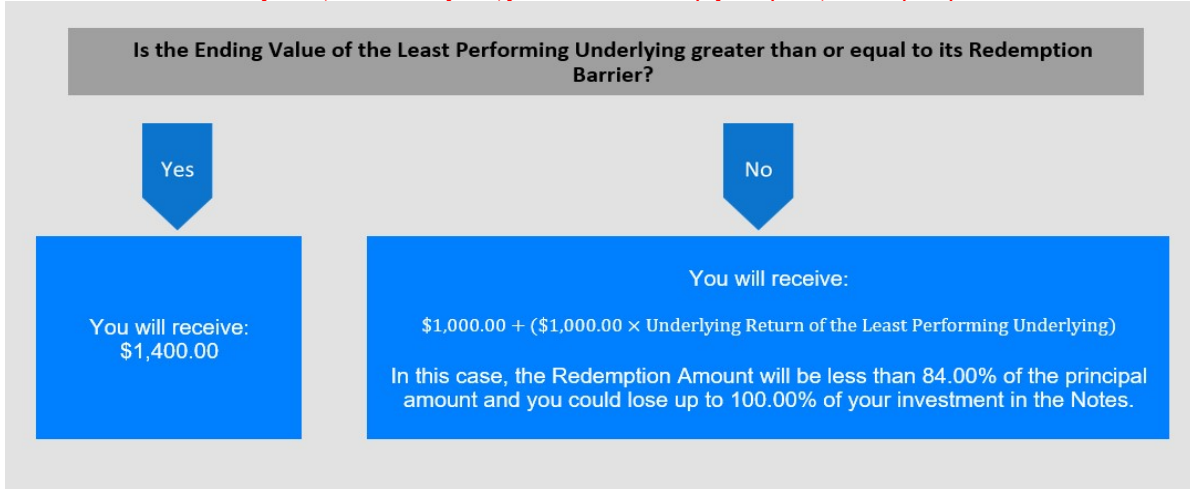 Is the Ending Value of the Least Performing Underlying greater than or equal to its Redemption
Barrier?
Yes
No
You will receive:
$1,400.00
You will receive:
$1,000.00 + ($1,000.00 × Underlying Return of the Least Performing Underlying)
In this case, the Redemption Amount will be less than 84.00% of the principal
amount and you could lose up to 100.00% of your investment in the Notes.